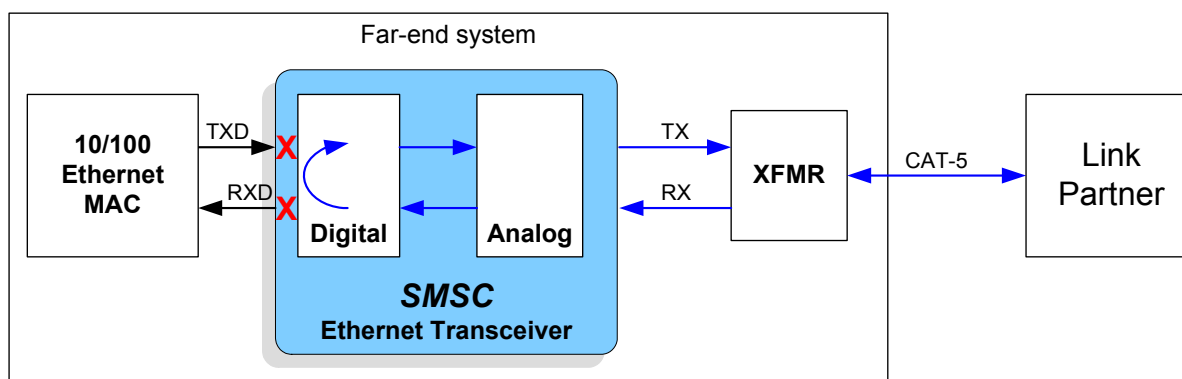 Far-end system
10/100
Ethernet
MAC
TXD
RXD
X
X
Digital
Analog
SMSC
Ethernet Transceiver
TX
RX
XFMR
CAT-5
Link
Partner